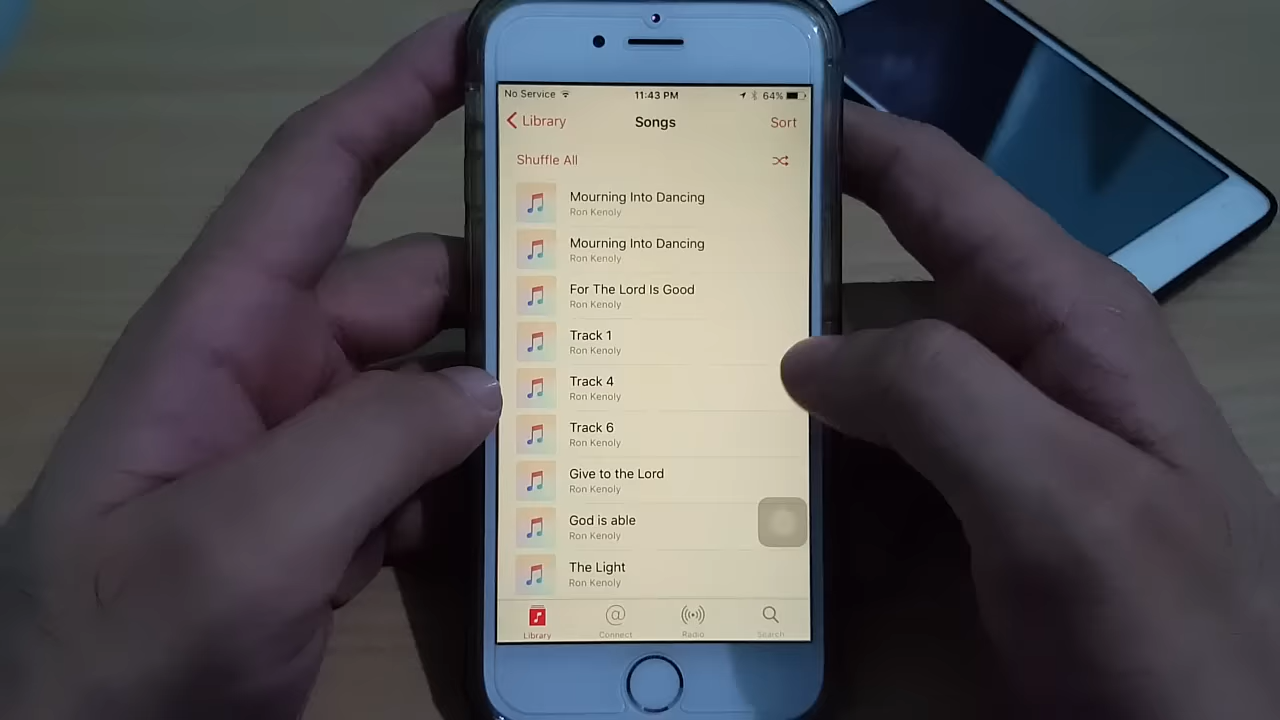 No Service 11:43 PM 64%
Library Songs Sort
Shuffle All
Mourning Into Dancing
Ron Kenoly
Mourning Into Dancing
Ron Kenoly
For The Lord Is Good
Ron Kenoly
Track 1
Ron Kenoly
Track 4
Ron Kenoly
Track 6
Ron Kenoly
Give to the Lord
Ron Kenoly
God is able
Ron Kenoly
The Light
Ron Kenoly
Library Connect Radio Search